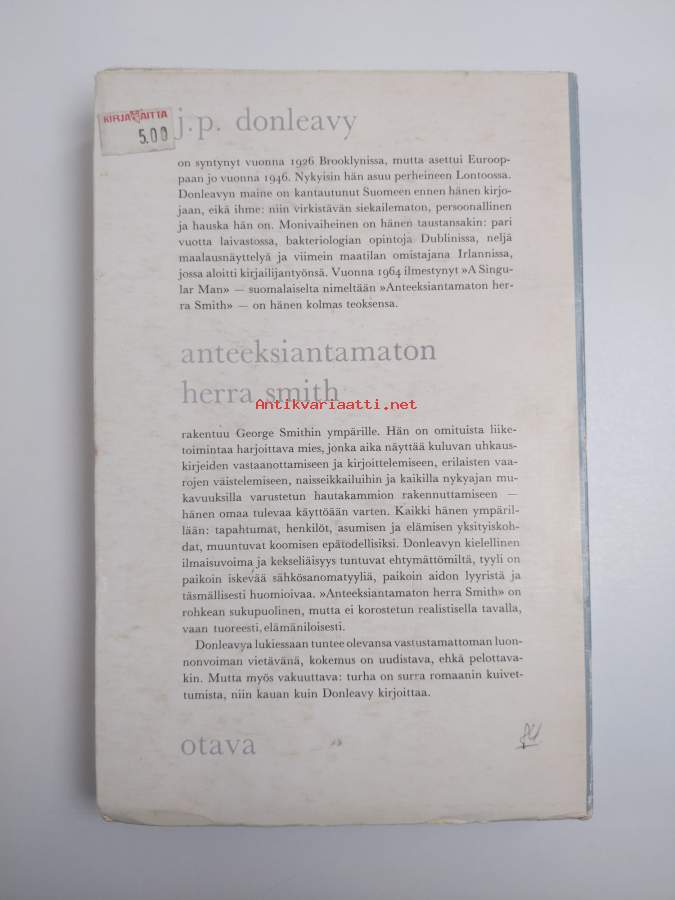 KIRJA AITTA
5.00
j.p. donleavy
on syntynyt vuonna 1926 Brooklynissa, mutta asettui Euroop-
paan jo vuonna 1946. Nykyisin hän asuu perheineen Lontoossa.
Donleavyn maine on kantautunut Suomeen ennen hänen kirjo-
jaan, eikä ihme: niin virkistävän siekailematon, persoonallinen
ja hauska hän on. Monivaiheinen on hänen taustansakin: pari
vuotta laivastossa, bakteriologian opintoja Dublinissa, neljä
maalausnäyttelyä ja viimein maatilan omistajana Irlannissa,
jossa aloitti kirjailijantyönsä. Vuonna 1964 ilmestynyt »A Singu-
lar Man» — suomalaiselta nimeltään »Anteeksiantamaton her-
ra Smith» — on hänen kolmas teoksensa.
anteeksiantamaton
herra smith
Antikvariaatti.net
rakentuu George Smithin ympärille. Hän on omituista liike-
toimintaa harjoittava mies, jonka aika näyttää kuluvan uhkaus-
kirjeiden vastaanottamiseen ja kirjoittelemiseen, erilaisten vaa-
rojen väistelemiseen, naisseikkailuihin ja kaikilla nykyajan mu-
kavuuksilla varustetun hautakammion rakennuttamiseen —
hänen omaa tulevaa käyttöään varten. Kaikki hänen ympäril-
lään: tapahtumat, henkilöt, asumisen ja elämisen yksityiskoh-
dat, muuntuvat koomisen epätodellisiksi. Donleavyn kielellinen
ilmaisuvoima ja kekseliäisyys tuntuvat ehtymättömiltä, tyyli on
paikoin iskevää sähkösanomatyyliä, paikoin aidon lyyristä ja
täsmällisesti huomioivaa. »Anteeksiantamaton herra Smith» on
rohkean sukupuolinen, mutta ei korostetun realistisella tavalla,
vaan tuoreesti, elämäniloisesti.
Donleavya lukiessaan tuntee olevansa vastustamattoman luon-
nonvoiman vietävänä, kokemus on uudistava, ehkä pelottava-
kin. Mutta myös vakuuttava: turha on surra romaanin kuivet-
tumista, niin kauan kuin Donleavy kirjoittaa.
otava
84